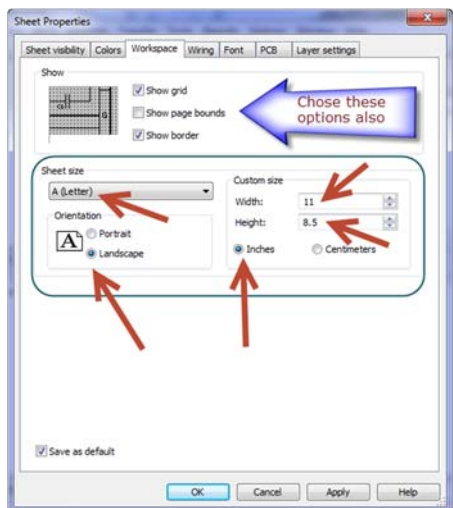 Sheet Properties
Sheet visibility Colors Workspace Wiring Font PCB Layer settings
Show
Show grid
Show page bounds
Show border
Chose these
options also
Sheet size
A (Letter)
Orientation
A
Portrait
Landscape
Custom size
Width: 11
Height: 8.5
Inches Centimeters
Save as default
OK Cancel Apply Help